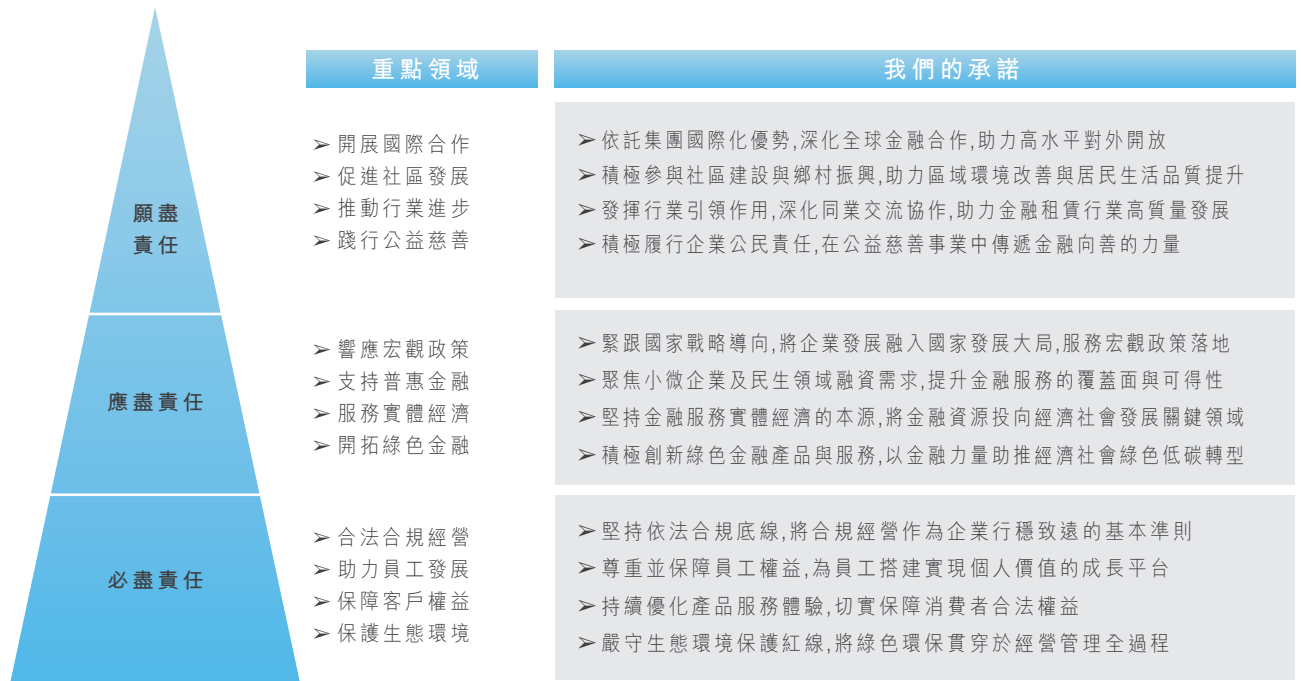 重點領域
我們的承諾
願盡
責任
➢ 開展國際合作
➢ 促進社區發展
➢ 推動行業進步
➢ 踐行公益慈善
➢ 依託集團國際化優勢,深化全球金融合作,助力高水平對外開放
➢ 積極參與社區建設與鄉村振興,助力區域環境改善與居民生活品質提升
➢ 發揮行業引領作用,深化同業交流協作,助力金融租賃行業高質量發展
➢ 積極履行企業公民責任,在公益慈善事業中傳遞金融向善的力量
應盡責任
➢ 響應宏觀政策
➢ 支持普惠金融
➢ 服務實體經濟
➢ 開拓綠色金融
➢ 緊跟國家戰略導向,將企業發展融入國家發展大局,服務宏觀政策落地
➢ 聚焦小微企業及民生領域融資需求,提升金融服務的覆蓋面與可得性
➢ 堅持金融服務實體經濟的本源,將金融資源投向經濟社會發展關鍵領域
➢ 積極創新綠色金融產品與服務,以金融力量助推經濟社會綠色低碳轉型
必盡責任
➢ 合法合規經營
➢ 助力員工發展
➢ 保障客戶權益
➢ 保護生態環境
➢ 堅持依法合規底線,將合規經營作為企業行穩致遠的基本準則
➢ 尊重並保障員工權益,為員工搭建實現個人價值的成長平台
➢ 持續優化產品服務體驗,切實保障消費者合法權益
➢ 嚴守生態環境保護紅線,將綠色環保貫穿於經營管理全過程